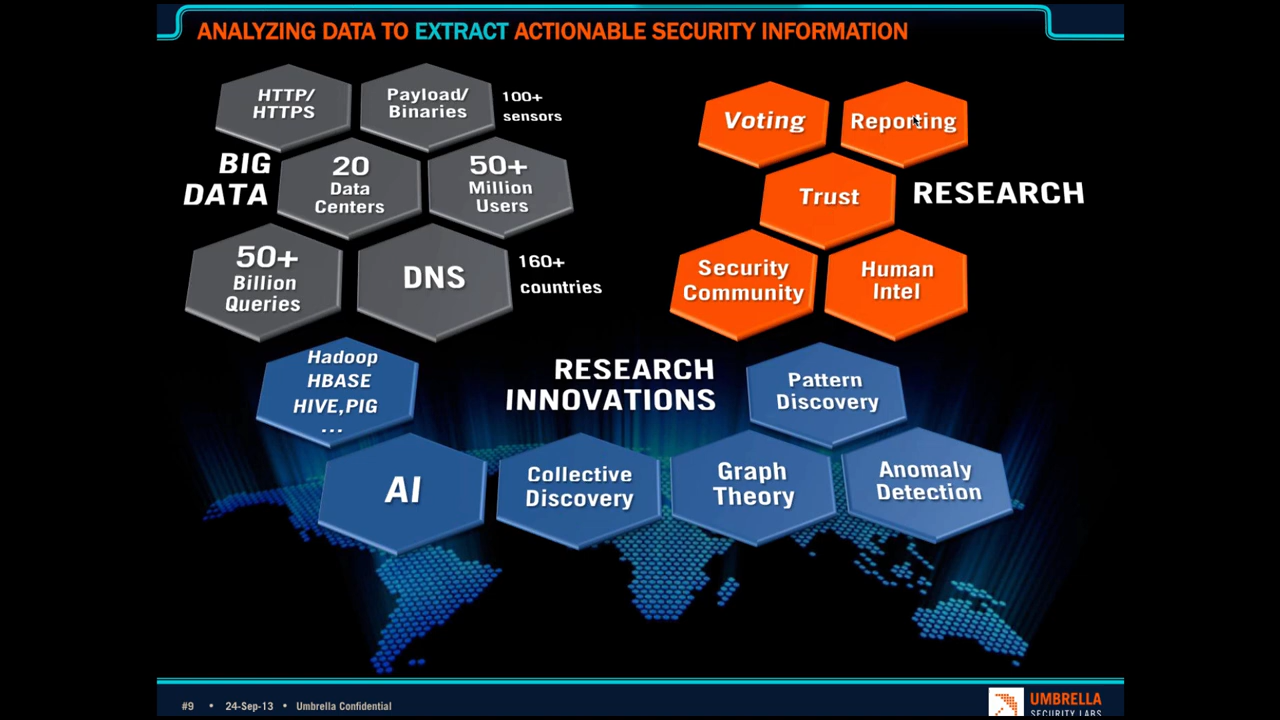 ANALYZING DATA TO EXTRACT ACTIONABLE SECURITY INFORMATION
HTTP/
HTTPS
Payload/
Binaries
100+
sensors
BIG
DATA
20
Data
Centers
50+
Million
Users
50+
Billion
Queries
DNS
160+
countries
Voting
Reporting
Trust
RESEARCH
Security
Community
Human
Intel
Hadoop
HBASE
HIVE,PIG
...
RESEARCH
INNOVATIONS
Pattern
Discovery
AI
Collective
Discovery
Graph
Theory
Anomaly
Detection
#9 • 24-Sep-13 • Umbrella Confidential
UMBRELLA
SECURITY LABS